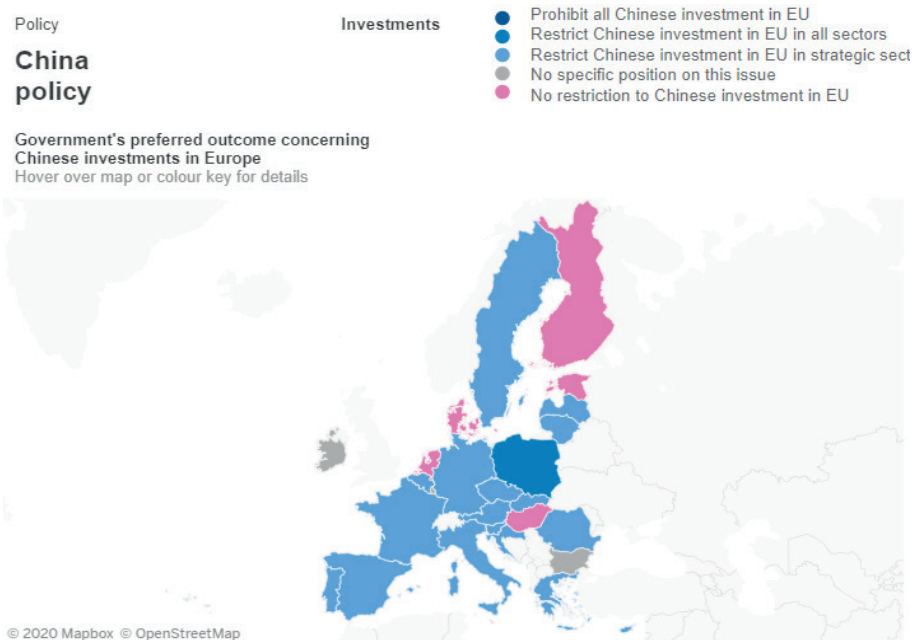 Policy
China
policy
Investments
Prohibit all Chinese investment in EU
Restrict Chinese investment in EU in all sectors
Restrict Chinese investment in EU in strategic sect
No specific position on this issue
No restriction to Chinese investment in EU
Government's preferred outcome concerning
Chinese investments in Europe
Hover over map or colour key for details
© 2020 Mapbox © OpenStreetMap